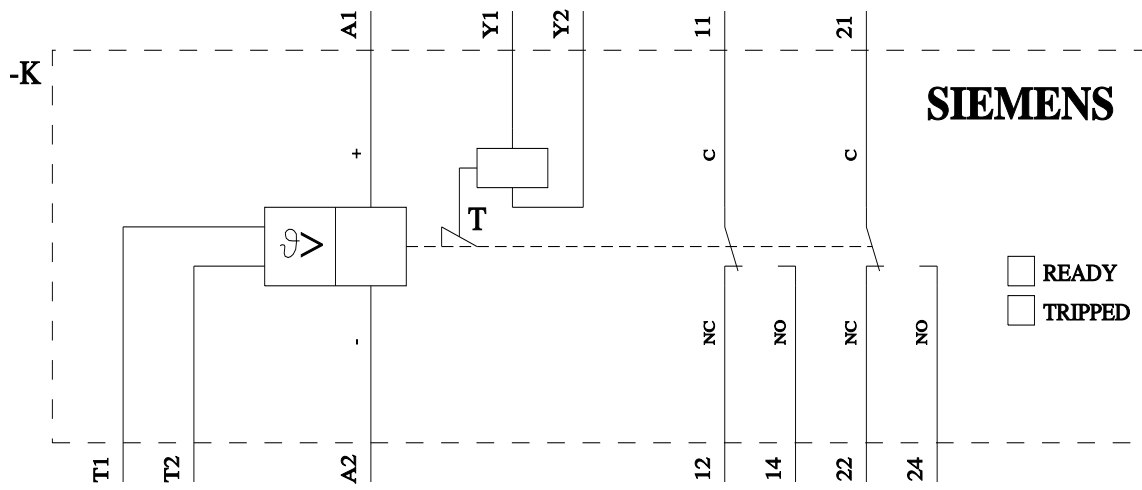 A1
Y1
Y2
11
21
-K
SIEMENS
+
C
C
T
ϑ>
READY
TRIPPED
-
NC
NO
NC
NO
T1
T2
A2
12
14
22
24